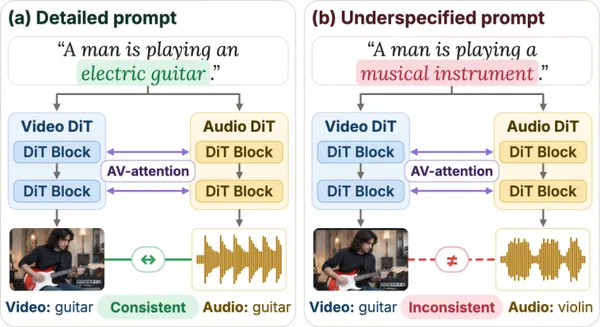 (a) Detailed prompt
“A man is playing an
electric guitar.”
Video DiT
DiT Block
DiT Block
AV-attention
Audio DiT
DiT Block
DiT Block
↔
Video: guitar
Consistent
Audio: guitar
(b) Underspecified prompt
“A man is playing a
musical instrument.”
Video DiT
DiT Block
DiT Block
AV-attention
Audio DiT
DiT Block
DiT Block
≠
Video: guitar
Inconsistent
Audio: violin